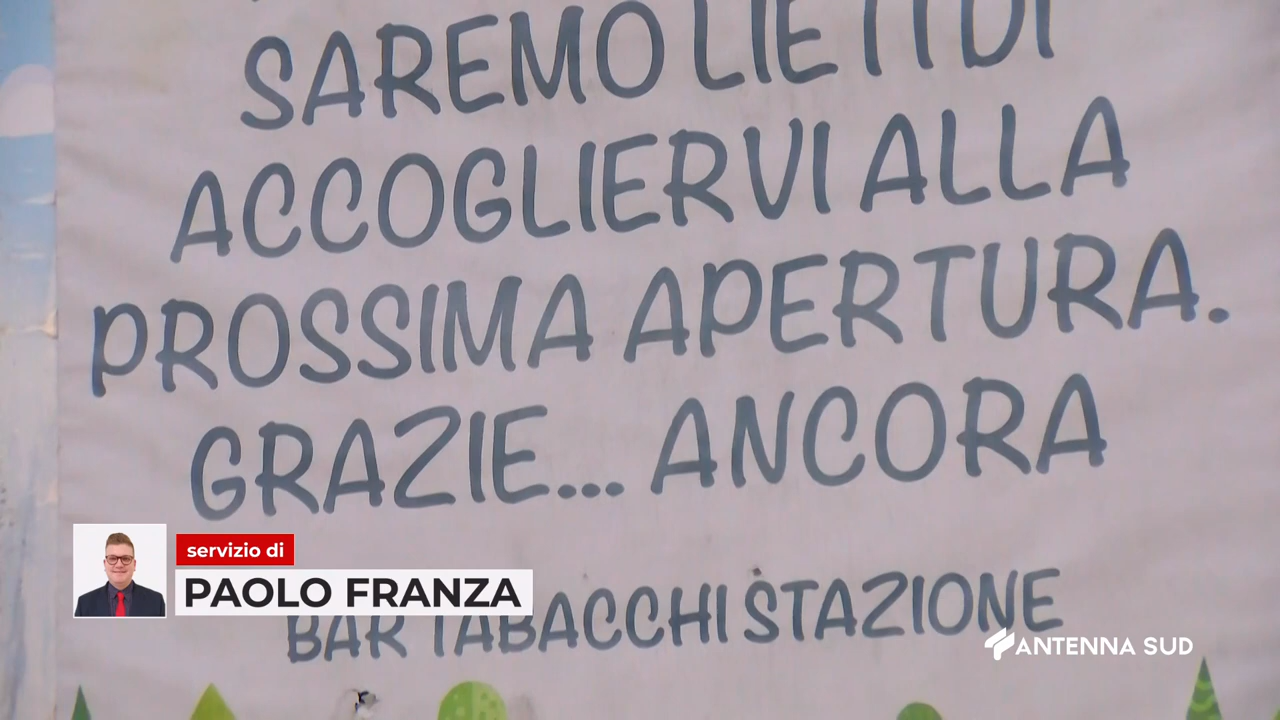 SAREMO LIETI DI
ACCOGLIERVI ALLA
PROSSIMA APERTURA.
GRAZIE... ANCORA
servizio di
PAOLO FRANZA
BAR TABACCHI STAZIONE
ANTENNA SUD